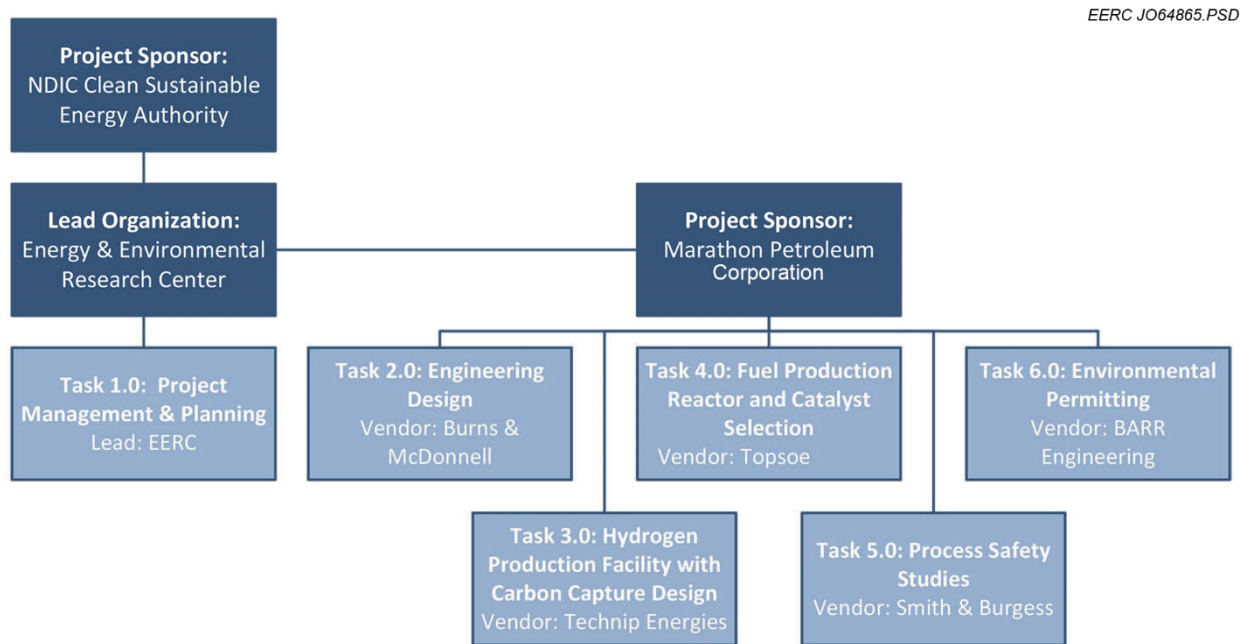 EERC JO64865.PSD
Project Sponsor:
NDIC Clean Sustainable
Energy Authority
Lead Organization:
Energy & Environmental
Research Center
Project Sponsor:
Marathon Petroleum
Corporation
Task 1.0: Project
Management & Planning
Lead: EERC
Task 2.0: Engineering
Design
Vendor: Burns &
McDonnell
Task 4.0: Fuel Production
Reactor and Catalyst
Selection
Vendor: Topsoe
Task 6.0: Environmental
Permitting
Vendor: BARR
Engineering
Task 3.0: Hydrogen
Production Facility with
Carbon Capture Design
Vendor: Technip Energies
Task 5.0: Process Safety
Studies
Vendor: Smith & Burgess